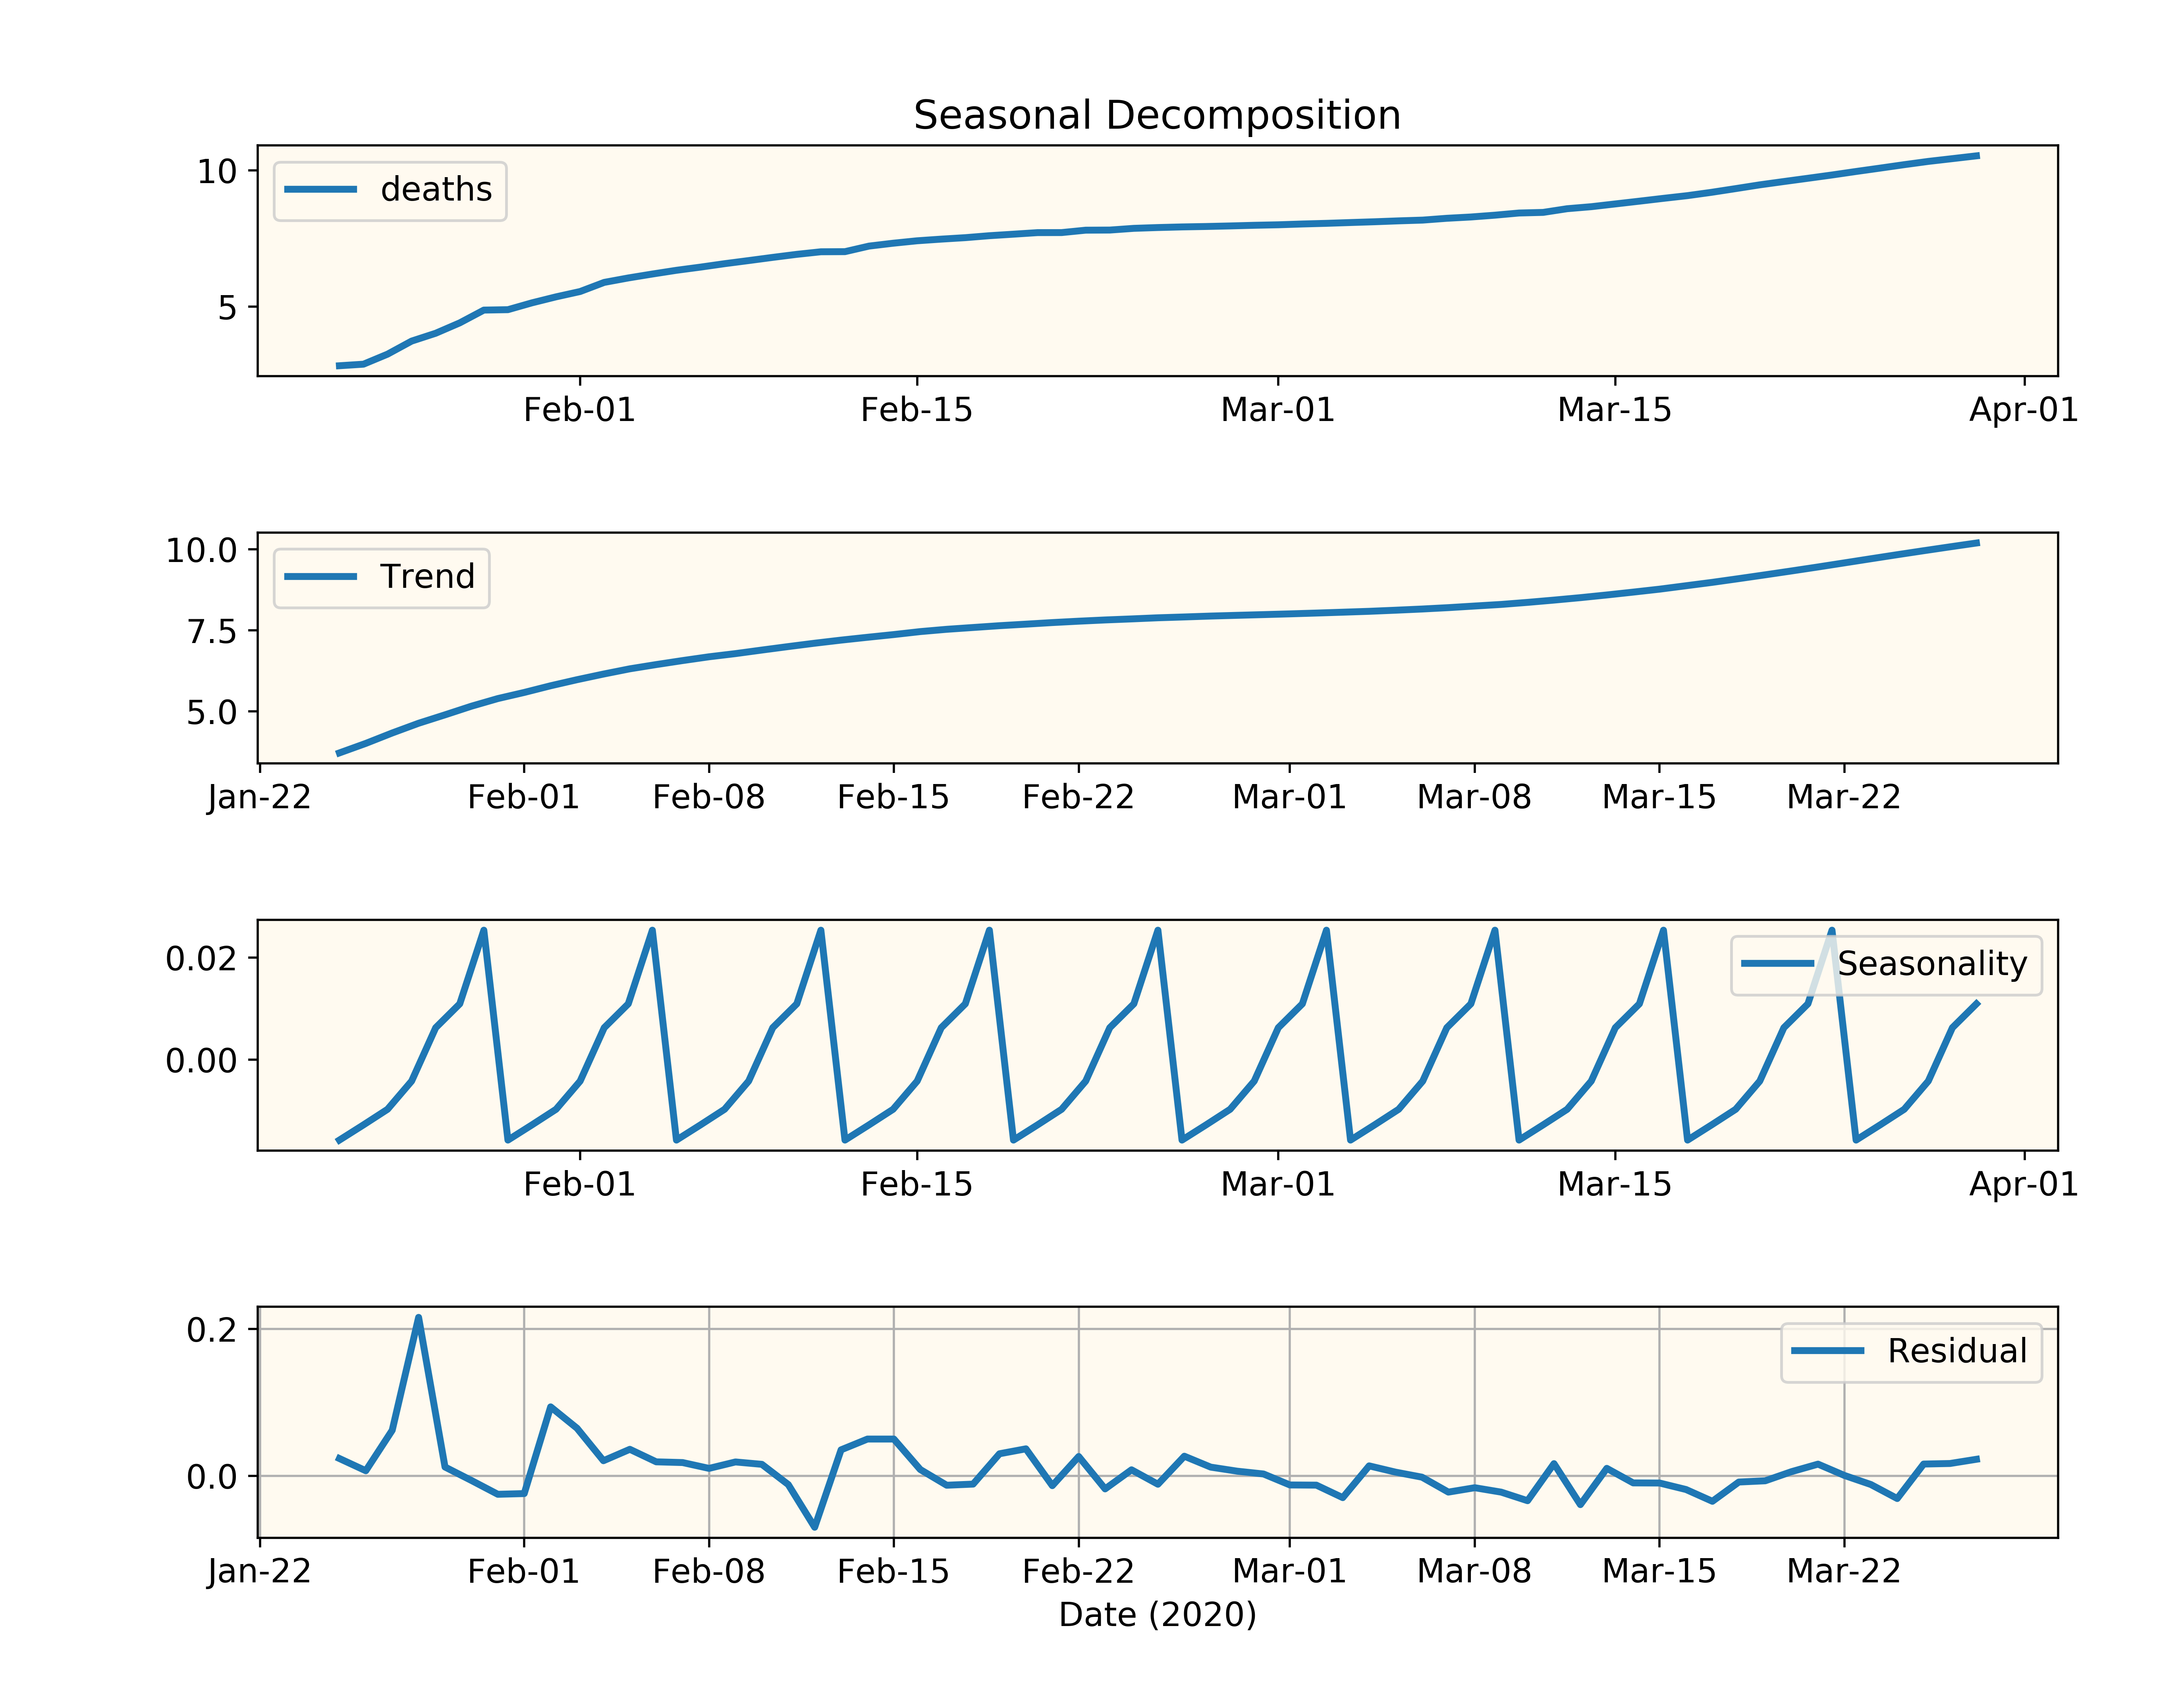 Seasonal Decomposition
10
5
deaths
Feb-01 Feb-15 Mar-01 Mar-15 Apr-01
10.0
7.5
5.0
Trend
Jan-22 Feb-01 Feb-08 Feb-15 Feb-22 Mar-01 Mar-08 Mar-15 Mar-22
0.02
0.00
Seasonality
Feb-01 Feb-15 Mar-01 Mar-15 Apr-01
0.2
0.0
Residual
Jan-22 Feb-01 Feb-08 Feb-15 Feb-22 Mar-01 Mar-08 Mar-15 Mar-22
Date (2020)